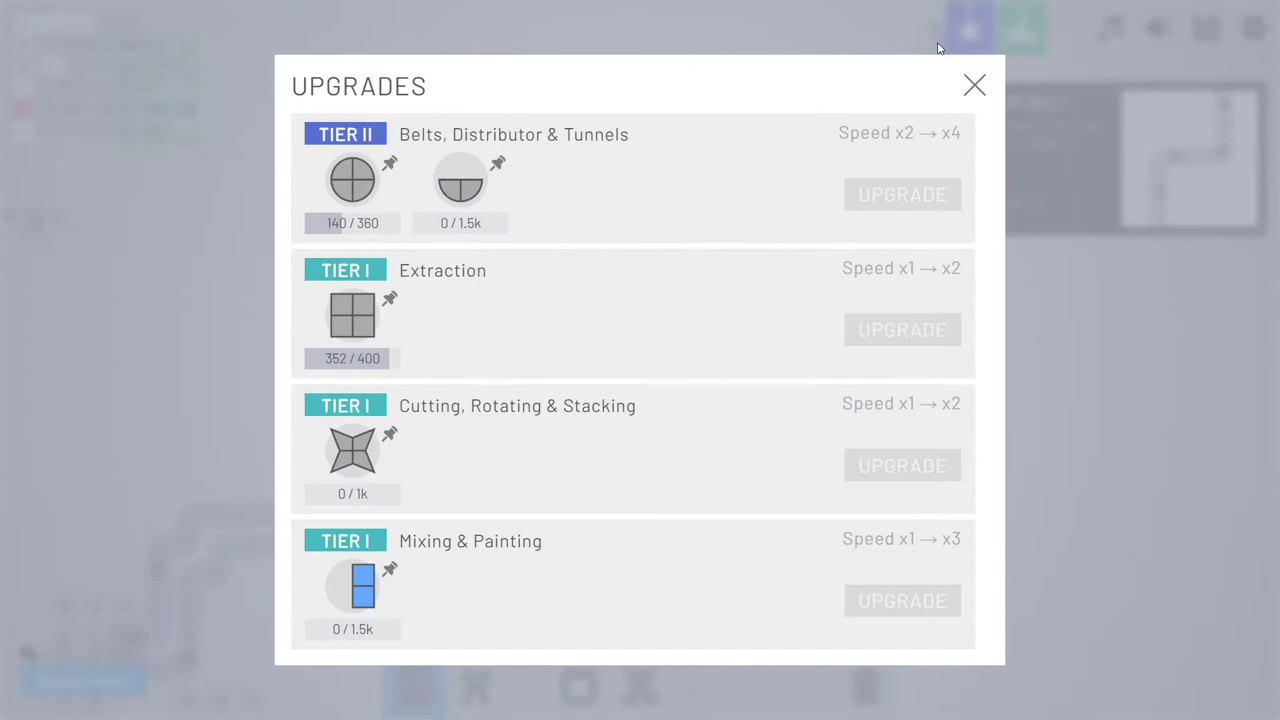 UPGRADES
TIER II Belts, Distributor & Tunnels Speed x2 → x4
140 / 360 0 / 1.5k
UPGRADE
TIER I Extraction Speed x1 → x2
352 / 400
UPGRADE
TIER I Cutting, Rotating & Stacking Speed x1 → x2
0 / 1k
UPGRADE
TIER I Mixing & Painting Speed x1 → x3
0 / 1.5k
UPGRADE